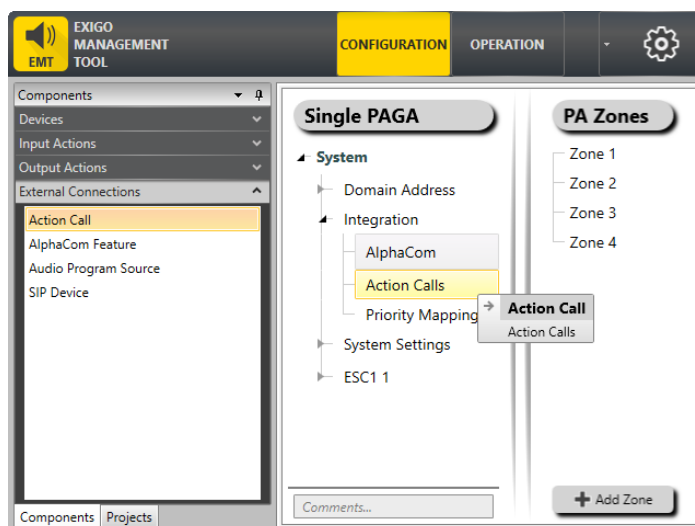 EXIGO
MANAGEMENT
TOOL
EMT
CONFIGURATION
OPERATION
Components
Devices
Input Actions
Output Actions
External Connections
Action Call
AlphaCom Feature
Audio Program Source
SIP Device
Components
Projects
Single PAGA
System
Domain Address
Integration
AlphaCom
Action Calls
Priority Mapping
System Settings
ESC1 1
Action Call
Action Calls
Comments...
PA Zones
Zone 1
Zone 2
Zone 3
Zone 4
Add Zone